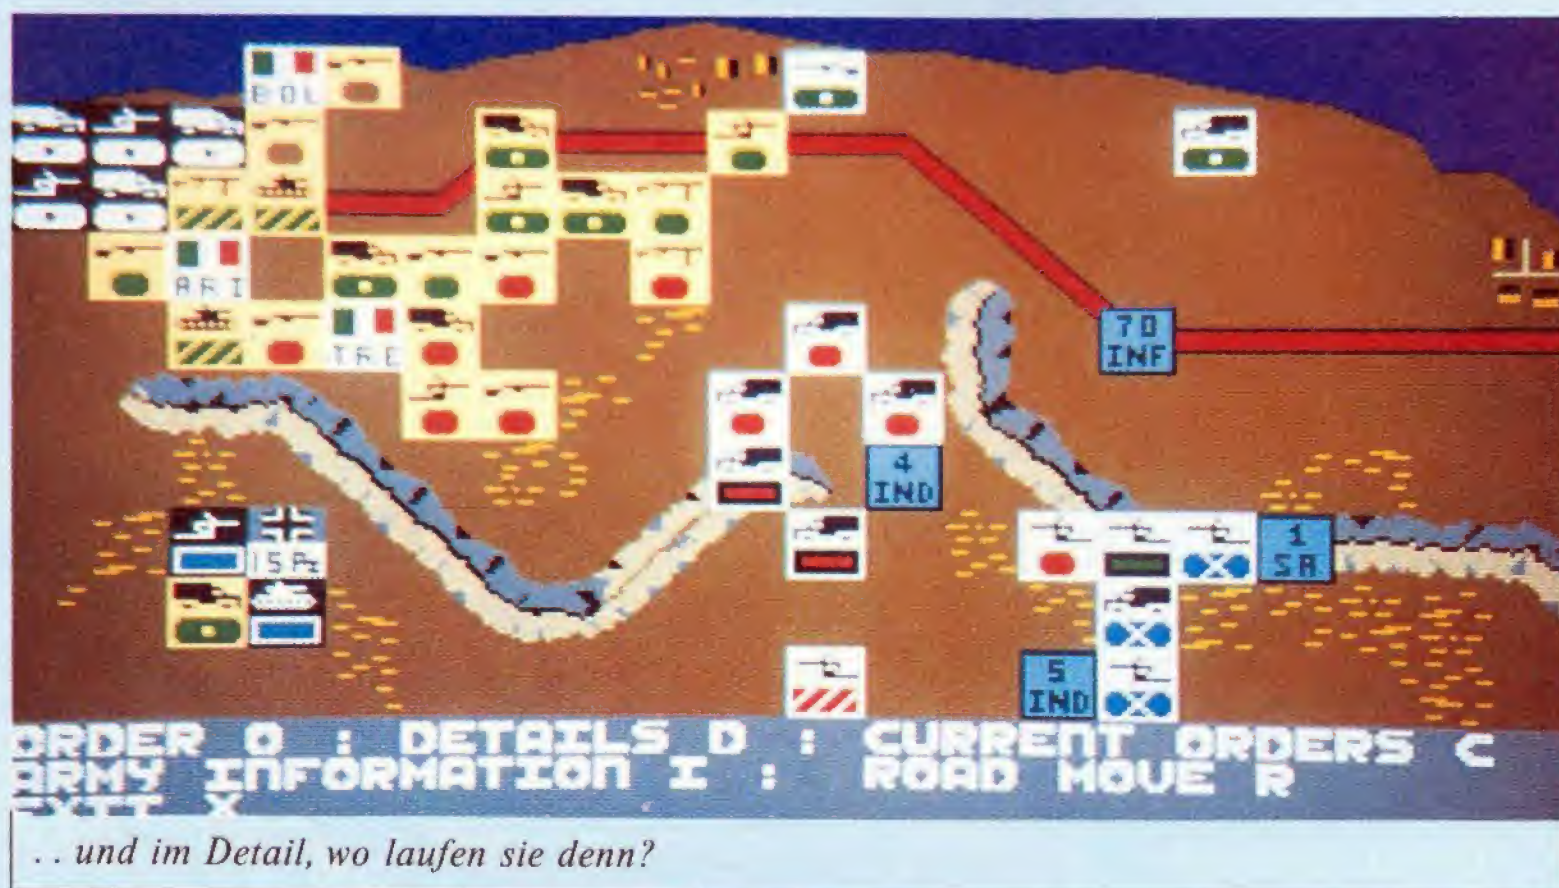 BOL
ARI
TRE
70
INF
4
IND
15Pz
1
SA
5
IND
ORDER O : DETAILS D : CURRENT ORDERS C
ARMY INFORMATION I : ROAD MOVE R
EXIT X
.. und im Detail, wo laufen sie denn?